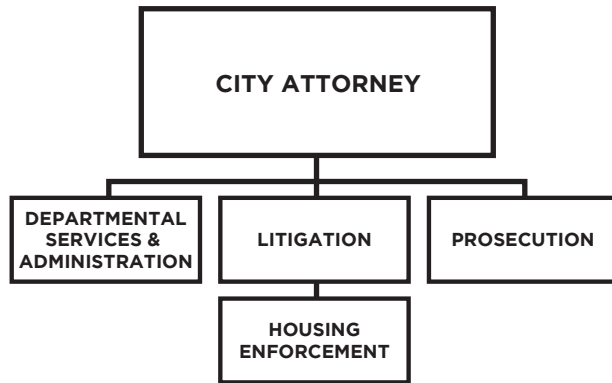 CITY ATTORNEY
DEPARTMENTAL
SERVICES &
ADMINISTRATION
LITIGATION
PROSECUTION
HOUSING
ENFORCEMENT